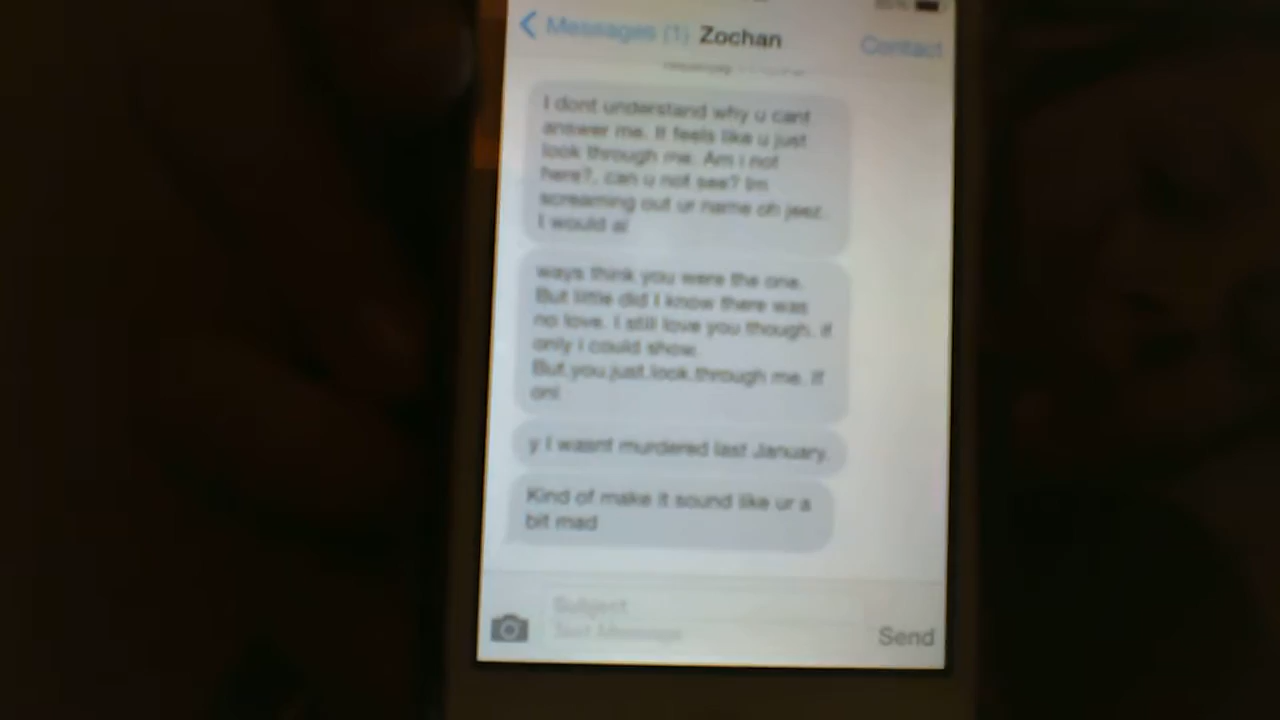 Messages (1) Zochan Contact
I dont understand why u cant
answer me. It feels like u just
look through me. Am i not
here?, can u not see? Im
screaming out ur name oh jeez.
I would al
ways think you were the one.
But little did I know there was
no love. I still love you though. if
only i could show.
But you just look through me. If
onl
y I wasnt murdered last January.
Kind of make it sound like ur a
bit mad
Subject
Text Message
Send